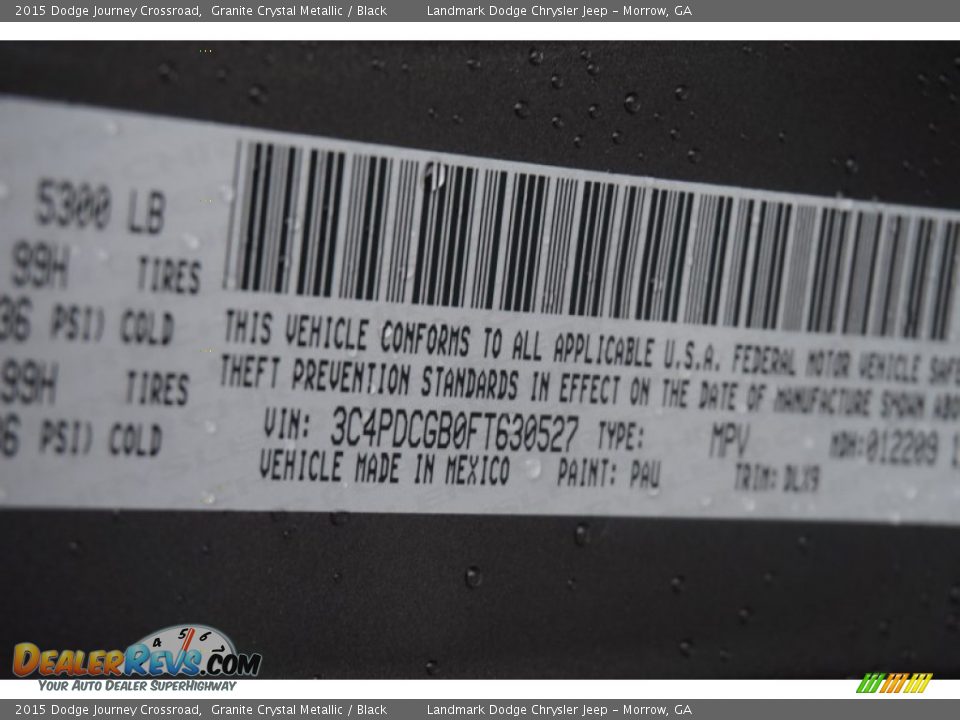 2015 Dodge Journey Crossroad, Granite Crystal Metallic / Black Landmark Dodge Chrysler Jeep - Morrow, GA
5300 LB
99H TIRES
36 PSI) COLD
99H TIRES
36 PSI) COLD
THIS VEHICLE CONFORMS TO ALL APPLICABLE U.S.A. FEDERAL MOTOR VEHICLE SAFE
THEFT PREVENTION STANDARDS IN EFFECT ON THE DATE OF MANUFACTURE SHOWN ABO
VIN: 3C4PDCGB0FT630527 TYPE: MPV MDH:012209 1
VEHICLE MADE IN MEXICO PAINT: PAU TRIM: DLX9
4 5 6
DEALERREVS.COM
YOUR AUTO DEALER SUPERHIGHWAY
2015 Dodge Journey Crossroad, Granite Crystal Metallic / Black Landmark Dodge Chrysler Jeep - Morrow, GA